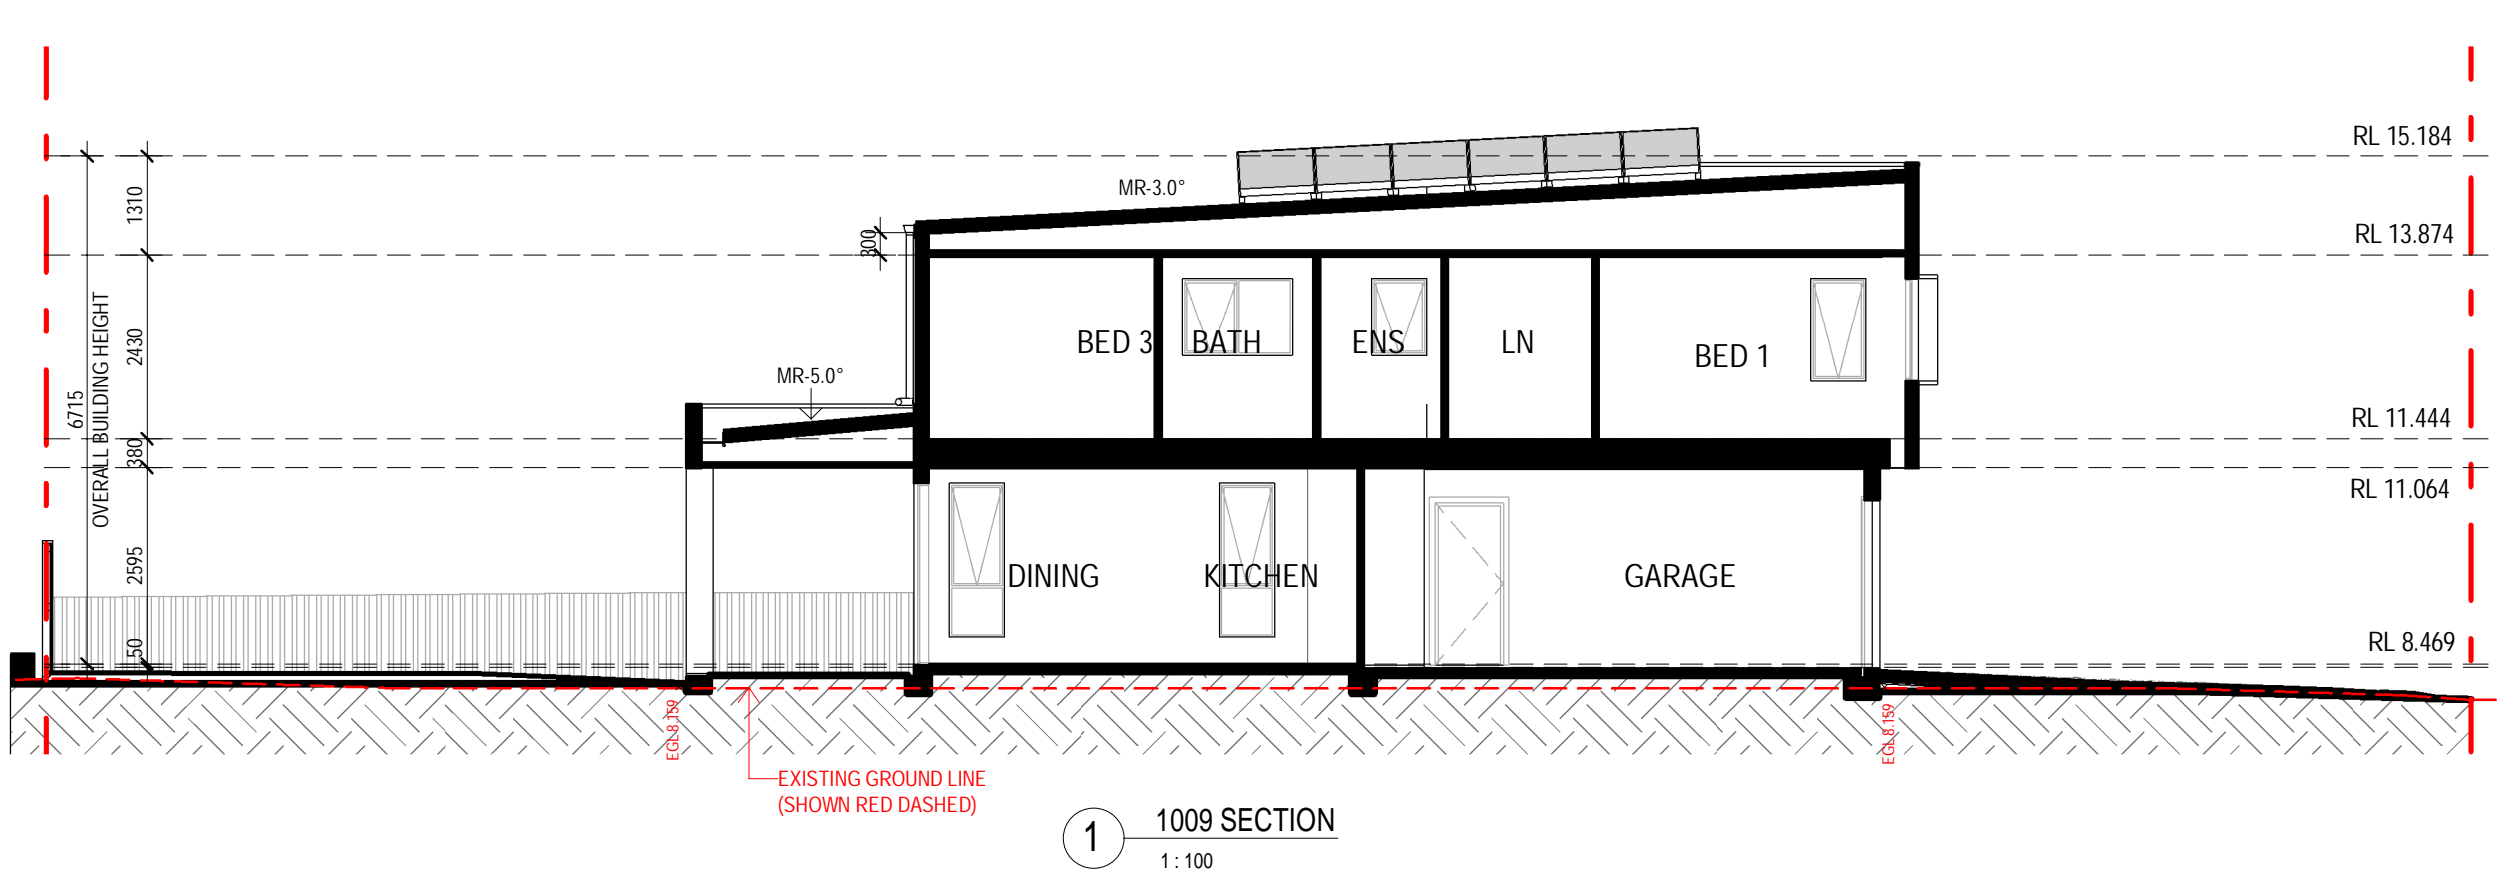 RL 15.184
1310
MR-3.0°
RL 13.874
300
2430
BED 3
BATH
ENS
LN
BED 1
6715
OVERALL BUILDING HEIGHT
MR-5.0°
RL 11.444
380
RL 11.064
2595
DINING
KITCHEN
GARAGE
50
RL 8.469
EGL 8.159
EGL 8.159
EXISTING GROUND LINE
(SHOWN RED DASHED)
1
1009 SECTION
1 : 100